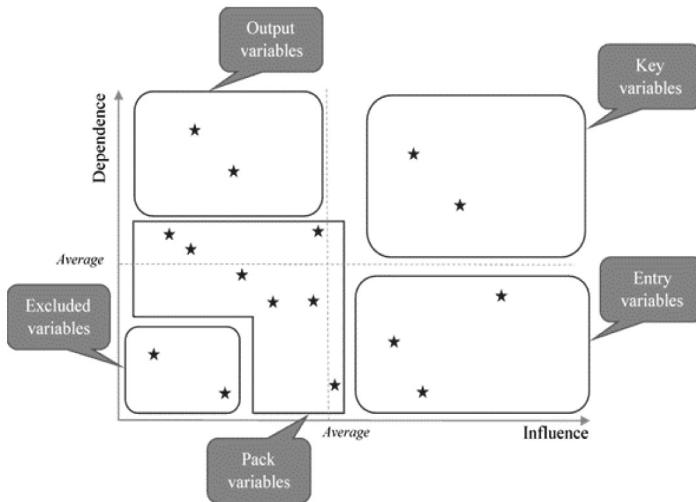 Output
variables
Key
variables
Dependence
Average
Excluded
variables
Entry
variables
Average
Influence
Pack
variables